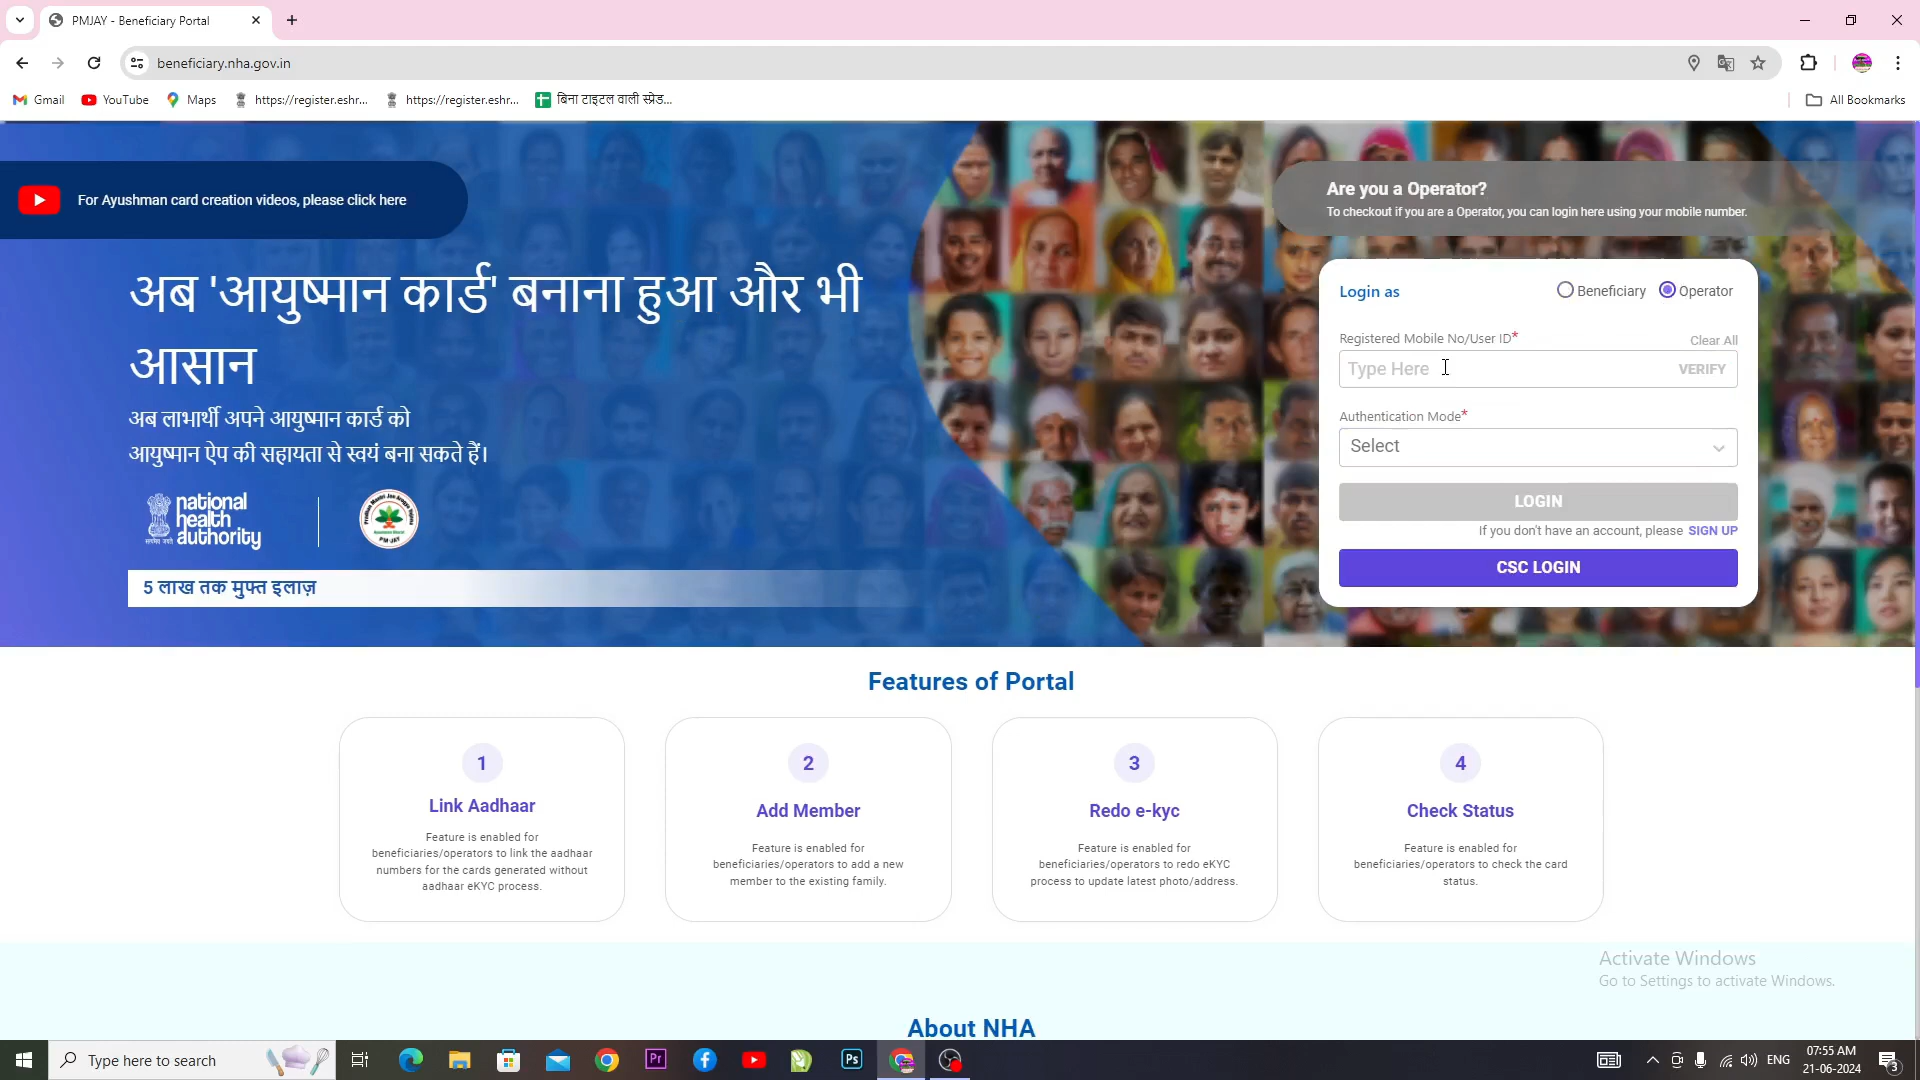 PMJAY - Beneficiary Portal
beneficiary.nha.gov.in
Gmail
YouTube
Maps
https://register.eshr...
https://register.eshr...
बिना टाइटल वाली स्प्रेड...
All Bookmarks
For Ayushman card creation videos, please click here
अब 'आयुष्मान कार्ड' बनाना हुआ और भी
आसान
अब लाभार्थी अपने आयुष्मान कार्ड को
आयुष्मान ऐप की सहायता से स्वयं बना सकते हैं।
national
health
authority
सत्यमेव जयते
PM-JAY
5 लाख तक मुफ्त इलाज़
Are you a Operator?
To checkout if you are a Operator, you can login here using your mobile number.
Login as
Beneficiary
Operator
Registered Mobile No/User ID*
Clear All
Type Here
VERIFY
Authentication Mode*
Select
LOGIN
If you don't have an account, please SIGN UP
CSC LOGIN
Features of Portal
1
Link Aadhaar
Feature is enabled for
beneficiaries/operators to link the aadhaar
numbers for the cards generated without
aadhaar eKYC process.
2
Add Member
Feature is enabled for
beneficiaries/operators to add a new
member to the existing family.
3
Redo e-kyc
Feature is enabled for
beneficiaries/operators to redo eKYC
process to update latest photo/address.
4
Check Status
Feature is enabled for
beneficiaries/operators to check the card
status.
Activate Windows
Go to Settings to activate Windows.
About NHA
Type here to search
Pr
Ps
ENG
07:55 AM
21-06-2024
3